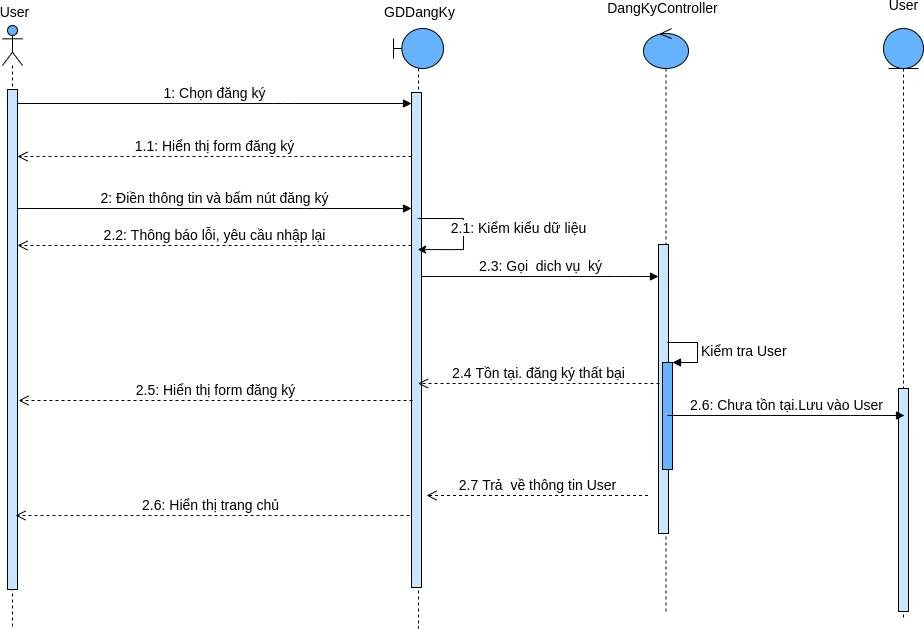 User
GDDangKy
DangKyController
User
1: Chọn đăng ký
1.1: Hiển thị form đăng ký
2: Điền thông tin và bấm nút đăng ký
2.1: Kiểm kiểu dữ liệu
2.2: Thông báo lỗi, yêu cầu nhập lại
2.3: Gọi dich vụ ký
Kiểm tra User
2.4 Tồn tại. đăng ký thất bại
2.5: Hiển thị form đăng ký
2.6: Chưa tồn tại.Lưu vào User
2.7 Trả về thông tin User
2.6: Hiển thị trang chủ